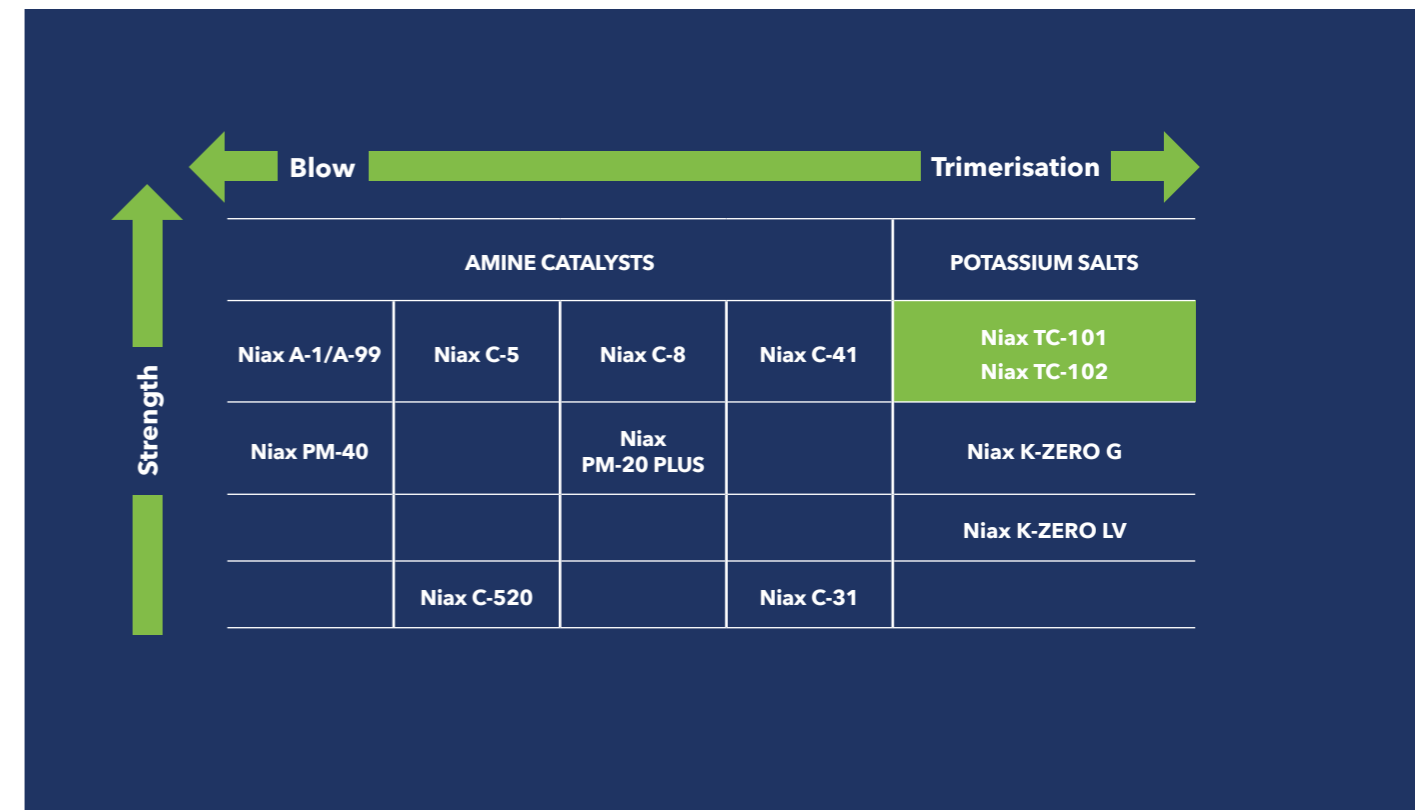 Blow
Trimerisation
Strength
AMINE CATALYSTS
POTASSIUM SALTS
Niax A-1/A-99
Niax C-5
Niax C-8
Niax C-41
Niax TC-101
Niax TC-102
Niax PM-40
Niax
PM-20 PLUS
Niax K-ZERO G
Niax K-ZERO LV
Niax C-520
Niax C-31